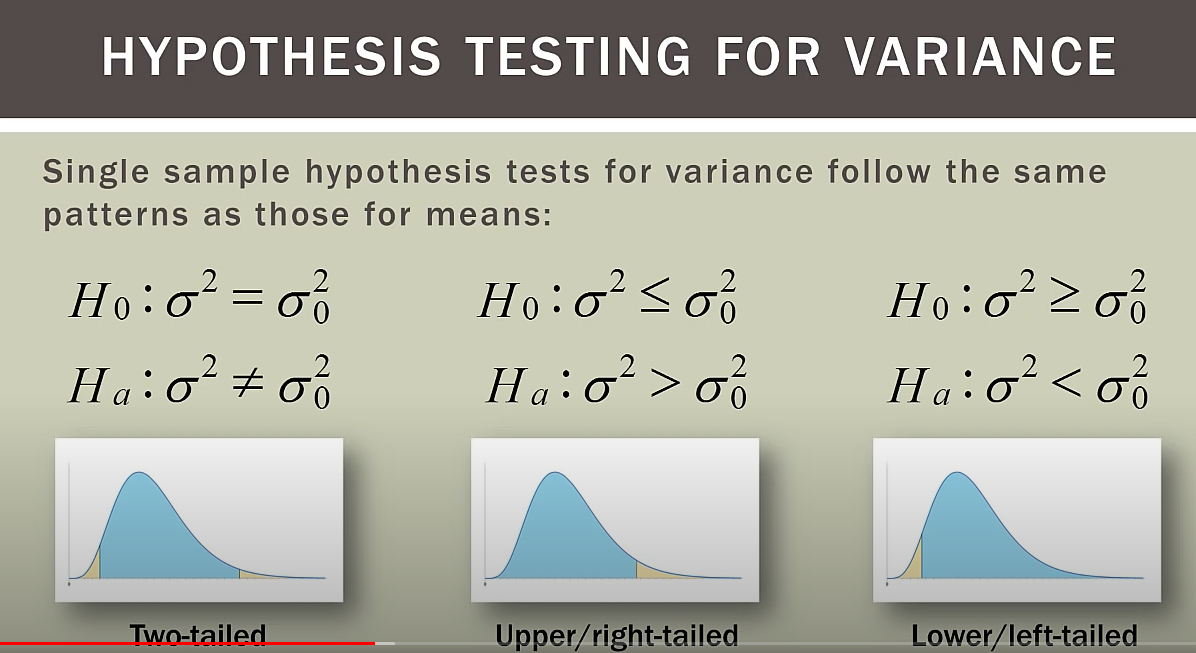 HYPOTHESIS TESTING FOR VARIANCE
Single sample hypothesis tests for variance follow the same
patterns as those for means:
H₀ : σ² = σ₀²
Hₐ : σ² ≠ σ₀²
H₀ : σ² ≤ σ₀²
Hₐ : σ² > σ₀²
H₀ : σ² ≥ σ₀²
Hₐ : σ² < σ₀²
Two-tailed
Upper/right-tailed
Lower/left-tailed